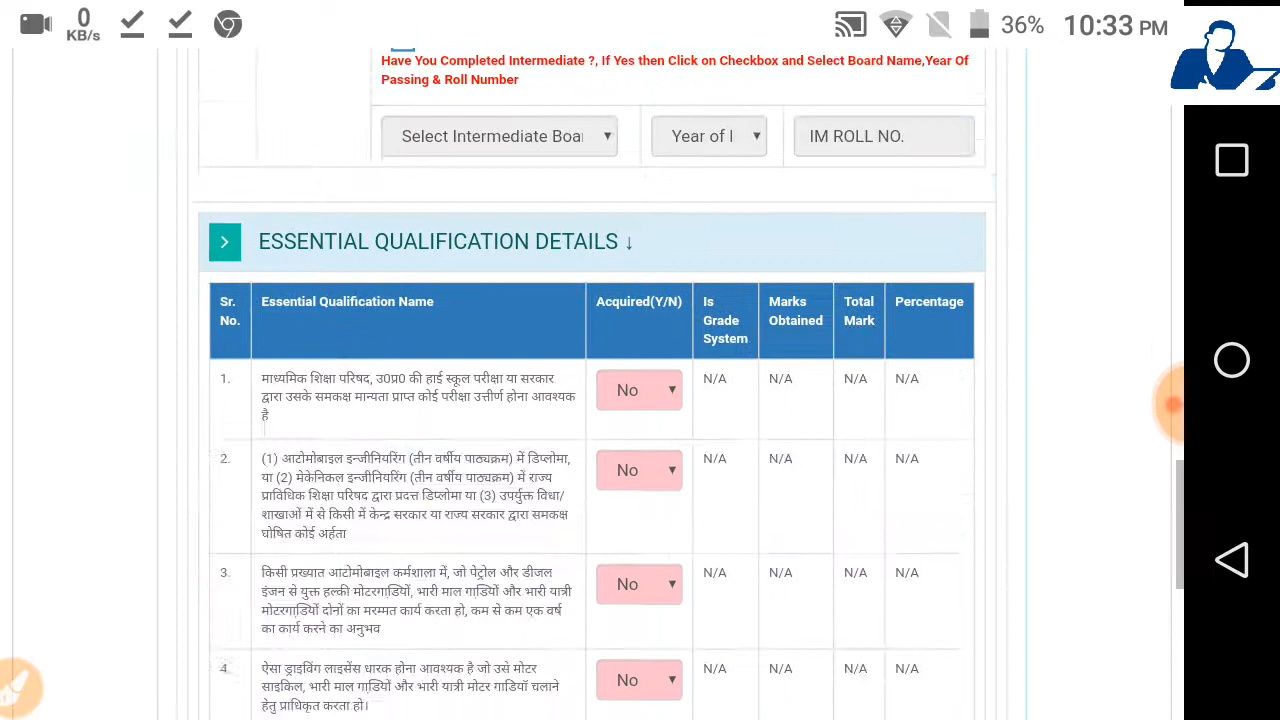 0
KB/s
36%
10:33 PM
Have You Completed Intermediate ?, If Yes then Click on Checkbox and Select Board Name,Year Of
Passing & Roll Number
Select Intermediate Boa
Year of I
IM ROLL NO.
ESSENTIAL QUALIFICATION DETAILS ↓
Sr. No.
Essential Qualification Name
Acquired(Y/N)
Is Grade System
Marks Obtained
Total Mark
Percentage
1.
माध्यमिक शिक्षा परिषद, उ0प्र0 की हाई स्कूल परीक्षा या सरकार
द्वारा उसके समकक्ष मान्यता प्राप्त कोई परीक्षा उत्तीर्ण होना आवश्यक
है
No
N/A
N/A
N/A
N/A
2.
(1) आटोमोबाइल इन्जीनियरिंग (तीन वर्षीय पाठ्यक्रम) में डिप्लोमा,
या (2) मेकेनिकल इन्जीनियरिंग (तीन वर्षीय पाठ्यक्रम) में राज्य
प्राविधिक शिक्षा परिषद द्वारा प्रदत्त डिप्लोमा या (3) उपर्युक्त विधा/
शाखाओं में से किसी में केन्द्र सरकार या राज्य सरकार द्वारा समकक्ष
घोषित कोई अर्हता
No
N/A
N/A
N/A
N/A
3.
किसी प्रख्यात आटोमोबाइल कर्मशाला में, जो पेट्रोल और डीजल
इंजन से युक्त हल्की मोटरगाडियों, भारी माल गाडियों और भारी यात्री
मोटरगाडियों दोनों का मरम्मत कार्य करता हो, कम से कम एक वर्ष
का कार्य करने का अनुभव
No
N/A
N/A
N/A
N/A
4.
ऐसा ड्राइविंग लाइसेंस धारक होना आवश्यक है जो उसे मोटर
साइकिल, भारी माल गाडियों और भारी यात्री मोटर गाडियॉ चलाने
हेतु प्राधिकृत करता हो।
No
N/A
N/A
N/A
N/A